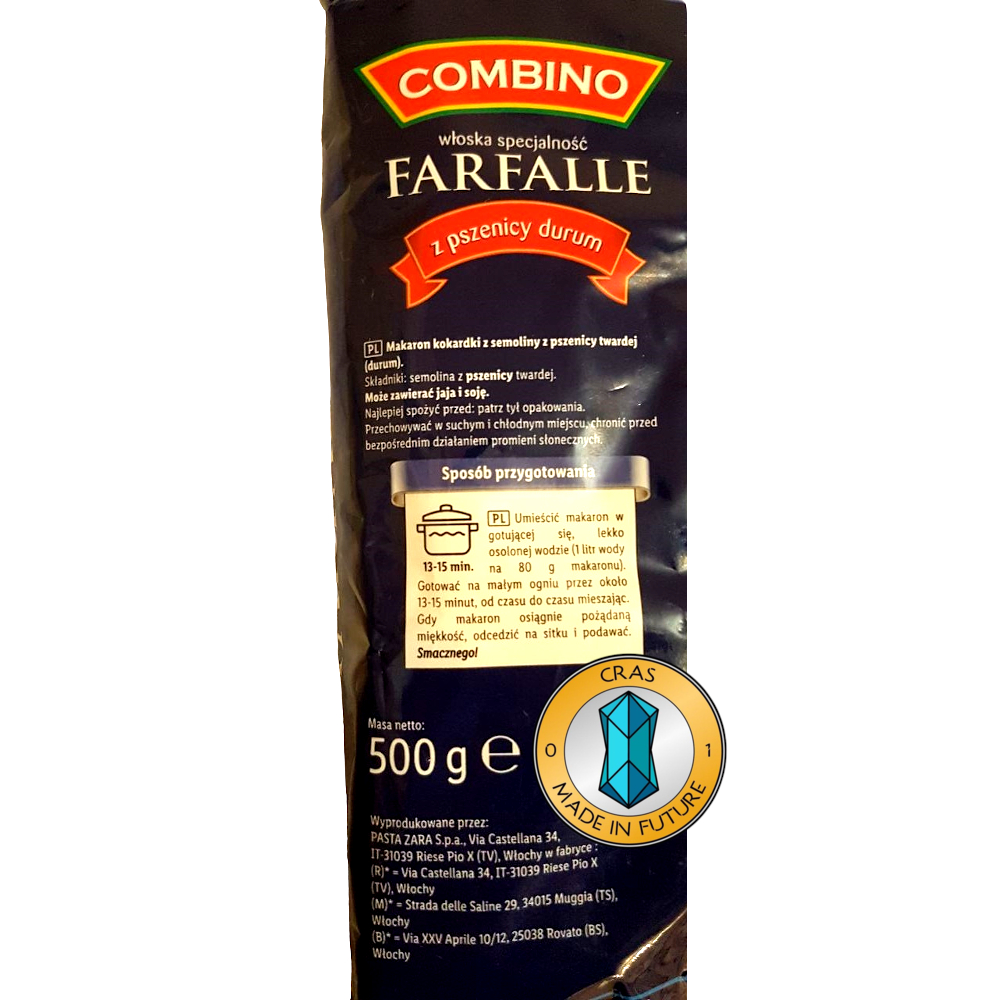 COMBINO
włoska specjalność
FARFALLE
z pszenicy durum
PL Makaron kokardki z semoliny z pszenicy twardej
(durum).
Składniki: semolina z pszenicy twardej.
Może zawierać jaja i soję.
Najlepiej spożyć przed: patrz tył opakowania.
Przechowywać w suchym i chłodnym miejscu, chronić przed
bezpośrednim działaniem promieni słonecznych.
Sposób przygotowania
13-15 min.
PL Umieścić makaron w
gotującej się, lekko
osolonej wodzie (1 litr wody
na 80 g makaronu).
Gotować na małym ogniu przez około
13-15 minut, od czasu do czasu mieszając.
Gdy makaron osiągnie pożądaną
miękkość, odcedzić na sitku i podawać.
Smacznego!
Masa netto:
500 g e
CRAS
0 1
MADE IN FUTURE
Wyprodukowane przez:
PASTA ZARA S.p.a., Via Castellana 34,
IT-31039 Riese Pio X (TV), Włochy w fabryce :
(R)* = Via Castellana 34, IT-31039 Riese Pio X
(TV), Włochy
(M)* = Strada delle Saline 29, 34015 Muggia (TS),
Włochy
(B)* = Via XXV Aprile 10/12, 25038 Rovato (BS),
Włochy